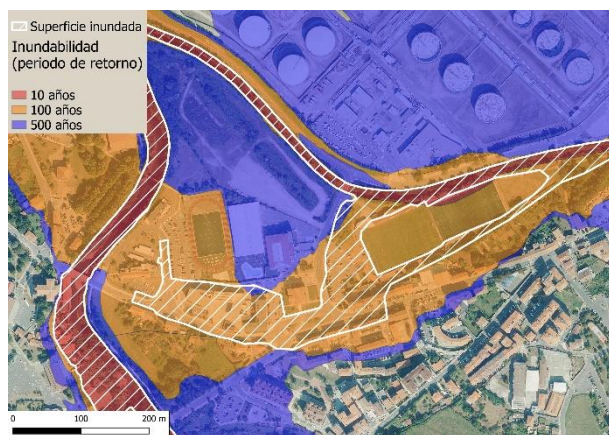 Superficie inundada
Inundabilidad
(periodo de retorno)
10 años
100 años
500 años
0 100 200 m